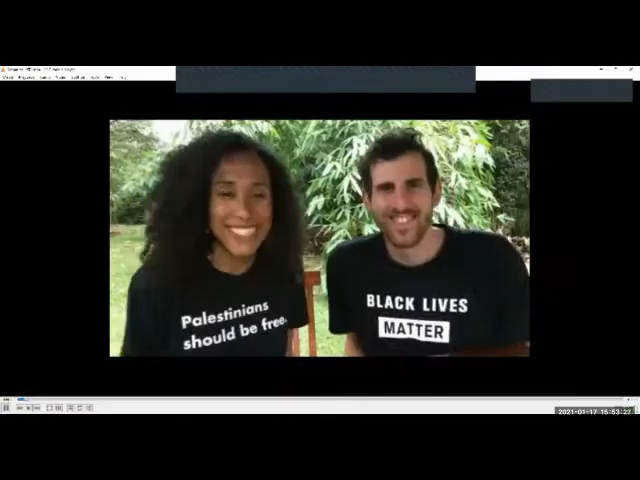 Palestinians
should be free.
BLACK LIVES
MATTER
2021-01-17 15:53:27